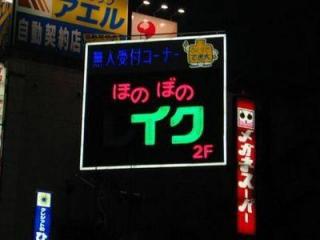 アエル
自動契約店
無人受付コーナー
ほのぼの
レイク
2F
メガネスーパー